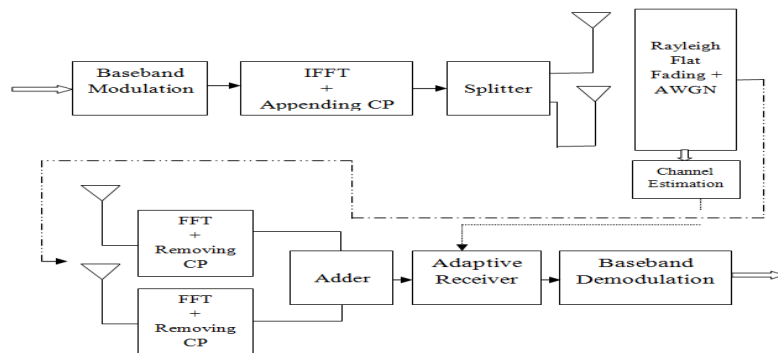 Baseband
Modulation
IFFT
+
Appending CP
Splitter
Rayleigh
Flat
Fading +
AWGN
Channel
Estimation
FFT
+
Removing
CP
FFT
+
Removing
CP
Adder
Adaptive
Receiver
Baseband
Demodulation